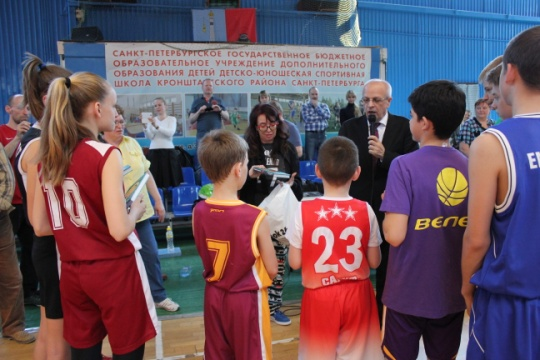 САНКТ-ПЕТЕРБУРГСКОЕ ГОСУДАРСТВЕННОЕ БЮДЖЕТНОЕ
ОБРАЗОВАТЕЛЬНОЕ УЧРЕЖДЕНИЕ ДОПОЛНИТЕЛЬНОГО
ОБРАЗОВАНИЯ ДЕТЕЙ ДЕТСКО-ЮНОШЕСКАЯ СПОРТИВНАЯ
ШКОЛА КРОНШТАДТСКОГО РАЙОНА САНКТ-ПЕТЕРБУРГА
10
7
23
ВЕЛЕ